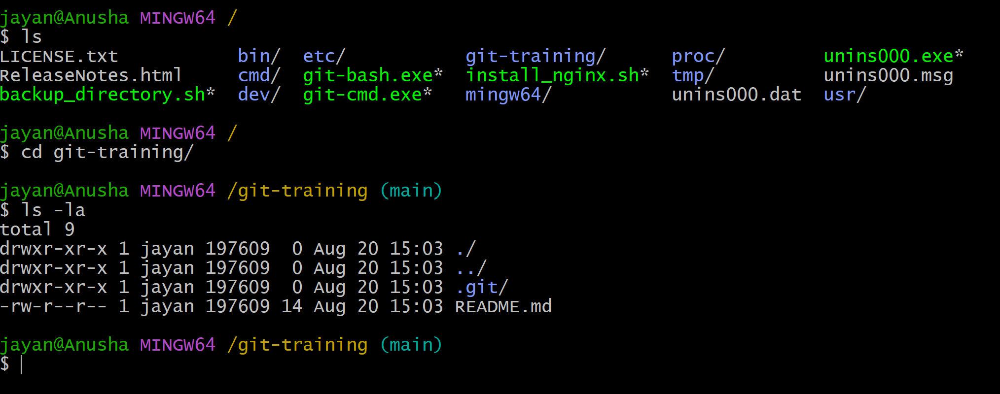 jayan@Anusha MINGW64 /
$ ls
LICENSE.txt           bin/  etc/           git-training/      proc/         unins000.exe*
ReleaseNotes.html     cmd/  git-bash.exe*  install_nginx.sh*  tmp/          unins000.msg
backup_directory.sh*  dev/  git-cmd.exe*   mingw64/           unins000.dat  usr/
jayan@Anusha MINGW64 /
$ cd git-training/
jayan@Anusha MINGW64 /git-training (main)
$ ls -la
total 9
drwxr-xr-x 1 jayan 197609  0 Aug 20 15:03 ./
drwxr-xr-x 1 jayan 197609  0 Aug 20 15:03 ../
drwxr-xr-x 1 jayan 197609  0 Aug 20 15:03 .git/
-rw-r--r-- 1 jayan 197609 14 Aug 20 15:03 README.md
jayan@Anusha MINGW64 /git-training (main)
$